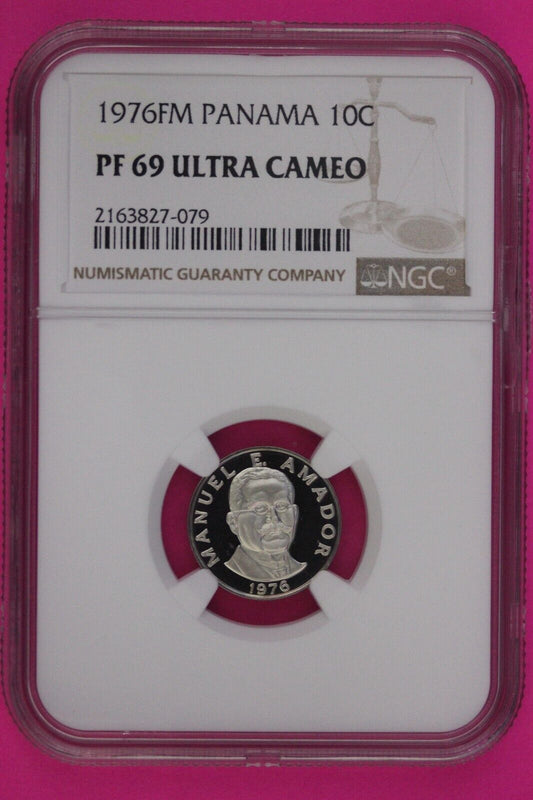 1976FM PANAMA 10C
PF 69 ULTRA CAMEO
2163827-079
NUMISMATIC GUARANTY COMPANY
NGC®
MANUEL E. AMADOR
1976